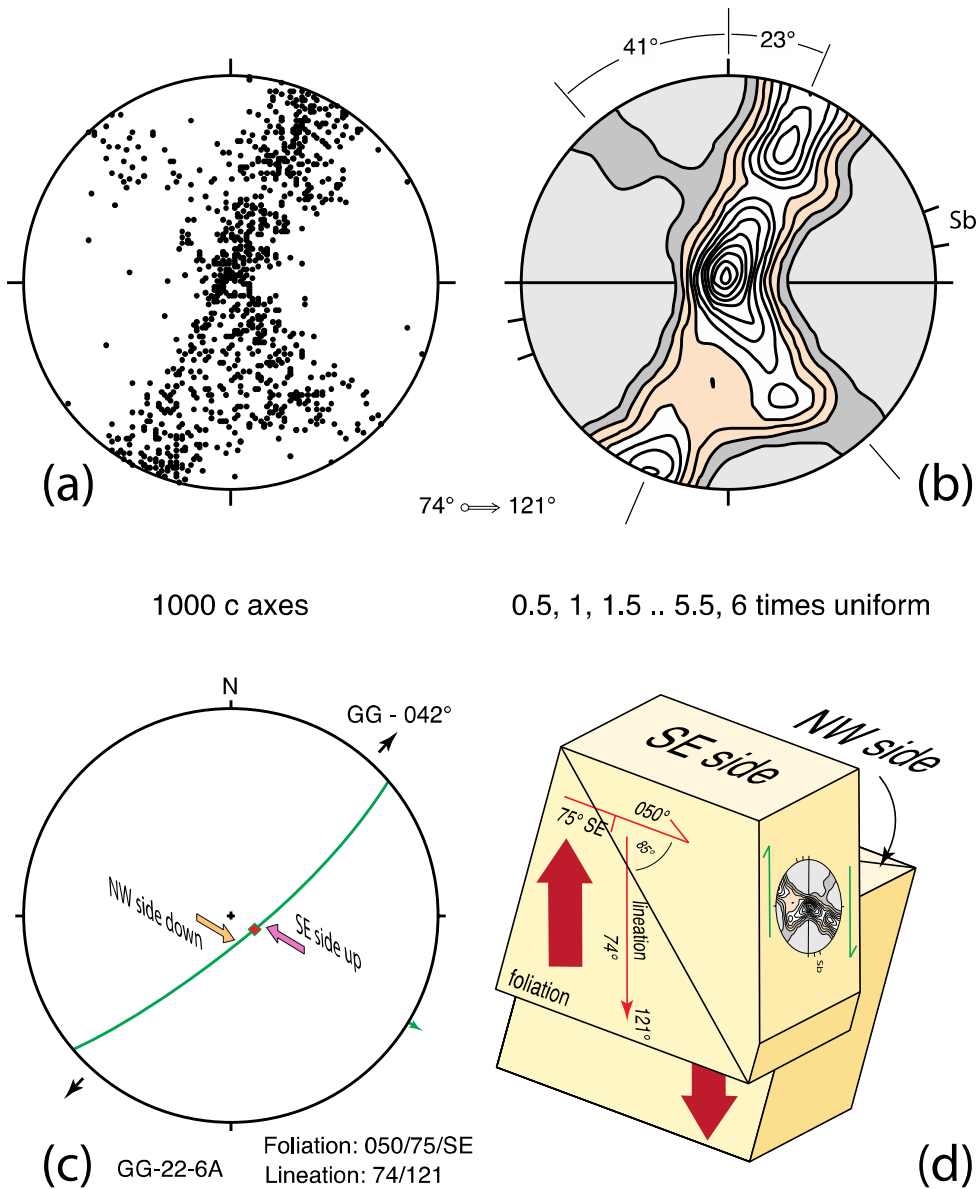 41°
23°
Sb
(a)
(b)
74° 121°
1000 c axes
0.5, 1, 1.5 .. 5.5, 6 times uniform
N
GG - 042°
NW side down
SE side up
(c)
GG-22-6A
Foliation: 050/75/SE
Lineation: 74/121
SE side
NW side
050°
75° SE
85°
lineation
74°
121°
foliation
Sb
(d)